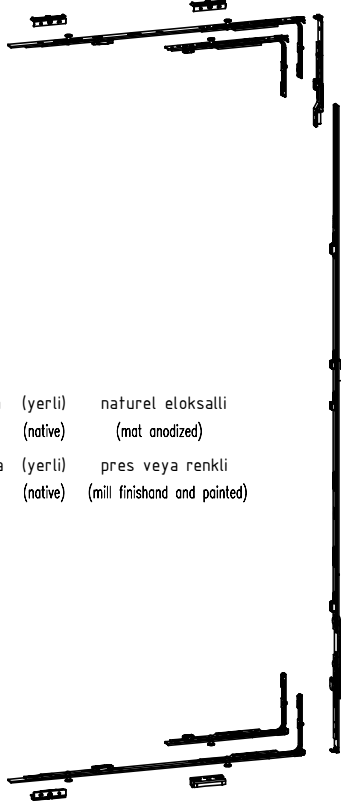 (yerli) naturel eloksalli
(native) (mat anodized)
(yerli) pres veya renkli
(native) (mill finishand and painted)